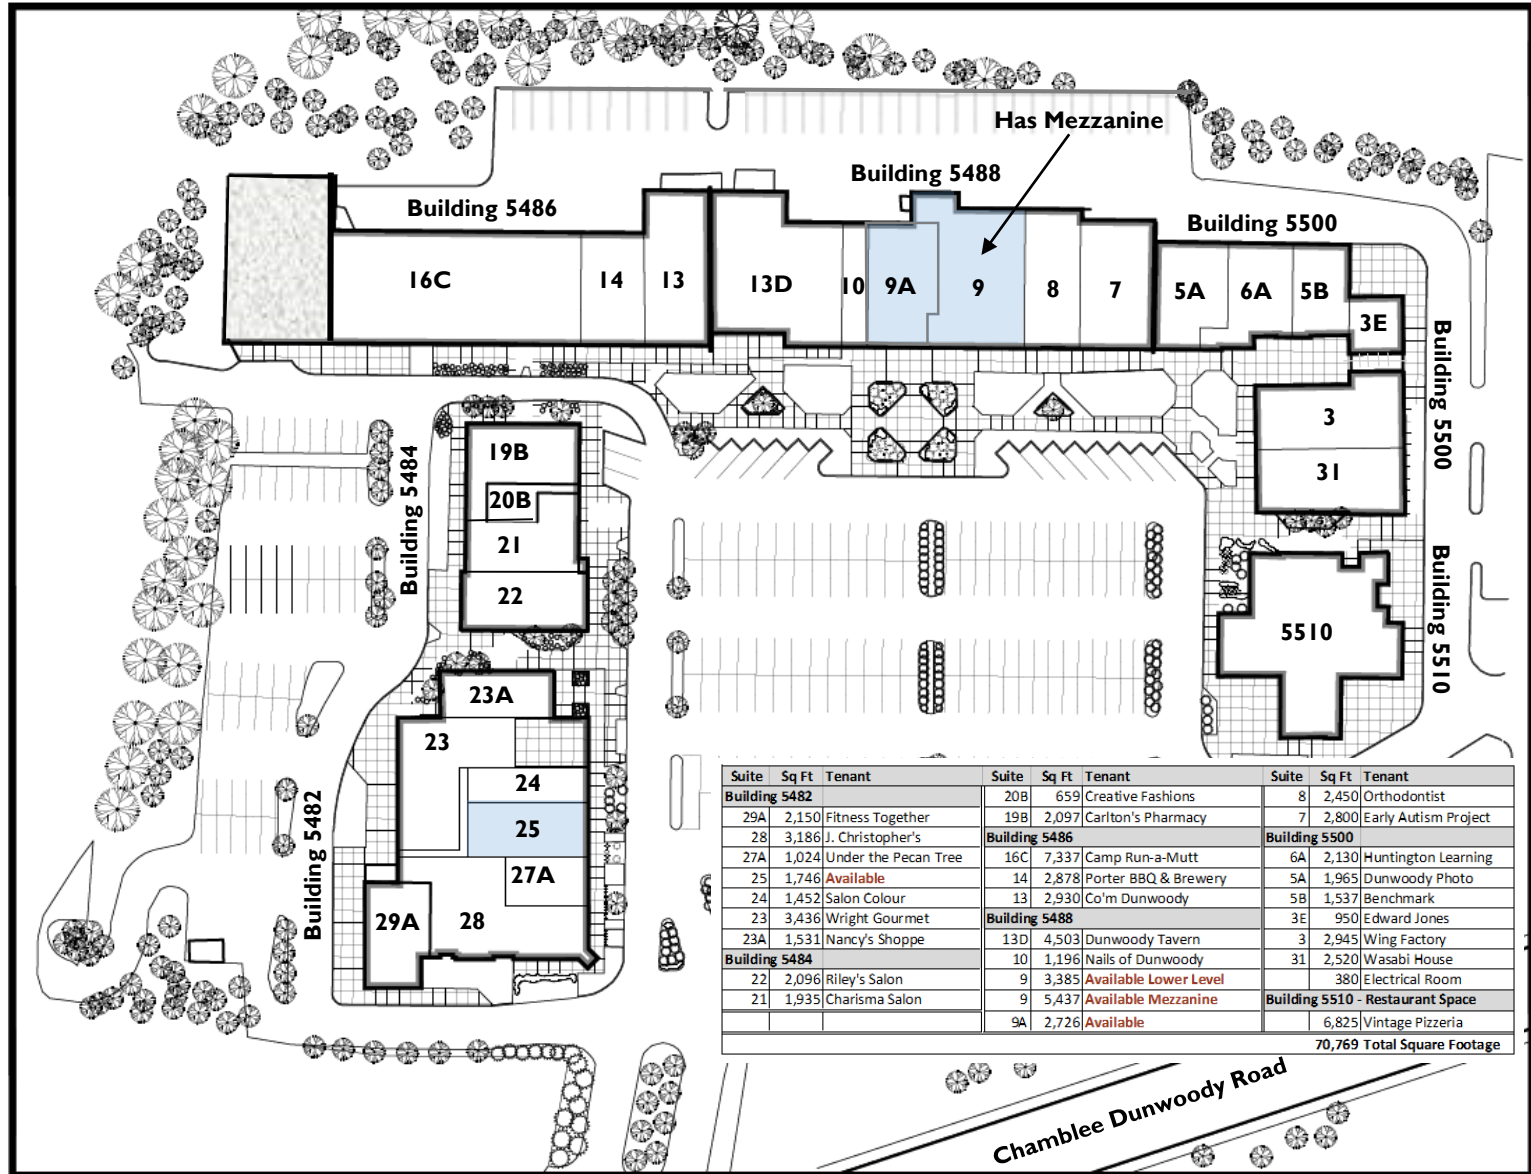 Has Mezzanine
Building 5488
Building 5486
Building 5500
16C
14
13
13D
10
9A
9
8
7
5A
6A
5B
3E
Building 5500
3
31
Building 5484
19B
20B
21
22
5510
Building 5510
23A
23
24
25
27A
28
29A
Building 5482
Suite Sq Ft Tenant Suite Sq Ft Tenant Suite Sq Ft Tenant
Building 5482 20B 659 Creative Fashions 8 2,450 Orthodontist
29A 2,150 Fitness Together 19B 2,097 Carlton's Pharmacy 7 2,800 Early Autism Project
28 3,186 J. Christopher's Building 5486 Building 5500
27A 1,024 Under the Pecan Tree 16C 7,337 Camp Run-a-Mutt 6A 2,130 Huntington Learning
25 1,746 Available 14 2,878 Porter BBQ & Brewery 5A 1,965 Dunwoody Photo
24 1,452 Salon Colour 13 2,930 Co'm Dunwoody 5B 1,537 Benchmark
23 3,436 Wright Gourmet Building 5488 3E 950 Edward Jones
23A 1,531 Nancy's Shoppe 13D 4,503 Dunwoody Tavern 3 2,945 Wing Factory
Building 5484 10 1,196 Nails of Dunwoody 31 2,520 Wasabi House
22 2,096 Riley's Salon 9 3,385 Available Lower Level 380 Electrical Room
21 1,935 Charisma Salon 9 5,437 Available Mezzanine Building 5510 - Restaurant Space
9A 2,726 Available 6,825 Vintage Pizzeria
70,769 Total Square Footage
Chamblee Dunwoody Road